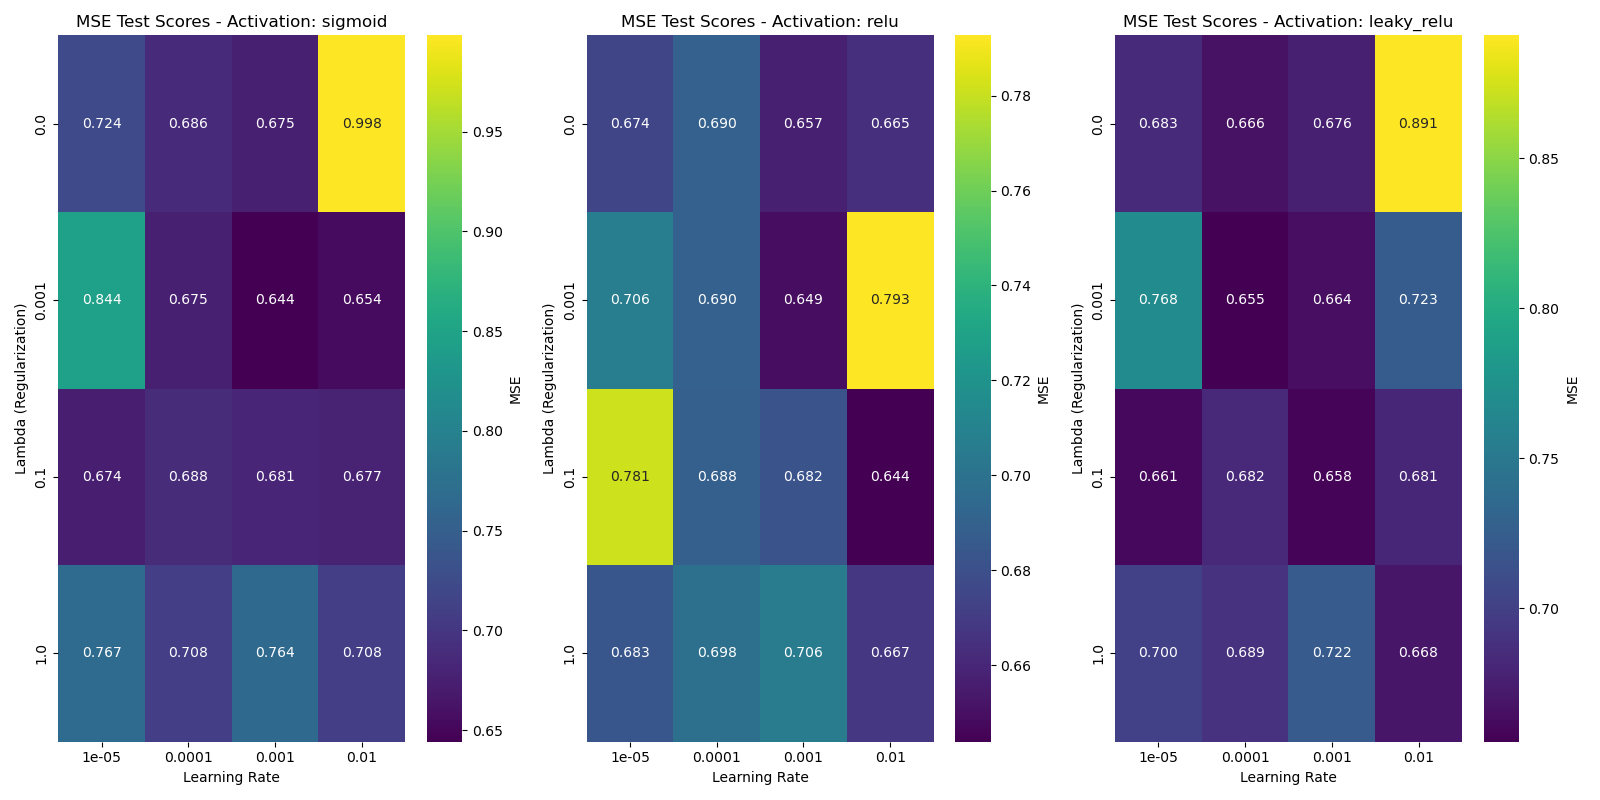 MSE Test Scores - Activation: sigmoid
0.0
0.724 0.686 0.675 0.998
0.001
0.844 0.675 0.644 0.654
0.1
0.674 0.688 0.681 0.677
1.0
0.767 0.708 0.764 0.708
1e-05 0.0001 0.001 0.01
Learning Rate
Lambda (Regularization)
0.95
0.90
0.85
0.80
0.75
0.70
0.65
MSE
MSE Test Scores - Activation: relu
0.0
0.674 0.690 0.657 0.665
0.001
0.706 0.690 0.649 0.793
0.1
0.781 0.688 0.682 0.644
1.0
0.683 0.698 0.706 0.667
1e-05 0.0001 0.001 0.01
Learning Rate
Lambda (Regularization)
0.78
0.76
0.74
0.72
0.70
0.68
0.66
MSE
MSE Test Scores - Activation: leaky_relu
0.0
0.683 0.666 0.676 0.891
0.001
0.768 0.655 0.664 0.723
0.1
0.661 0.682 0.658 0.681
1.0
0.700 0.689 0.722 0.668
1e-05 0.0001 0.001 0.01
Learning Rate
Lambda (Regularization)
0.85
0.80
0.75
0.70
MSE